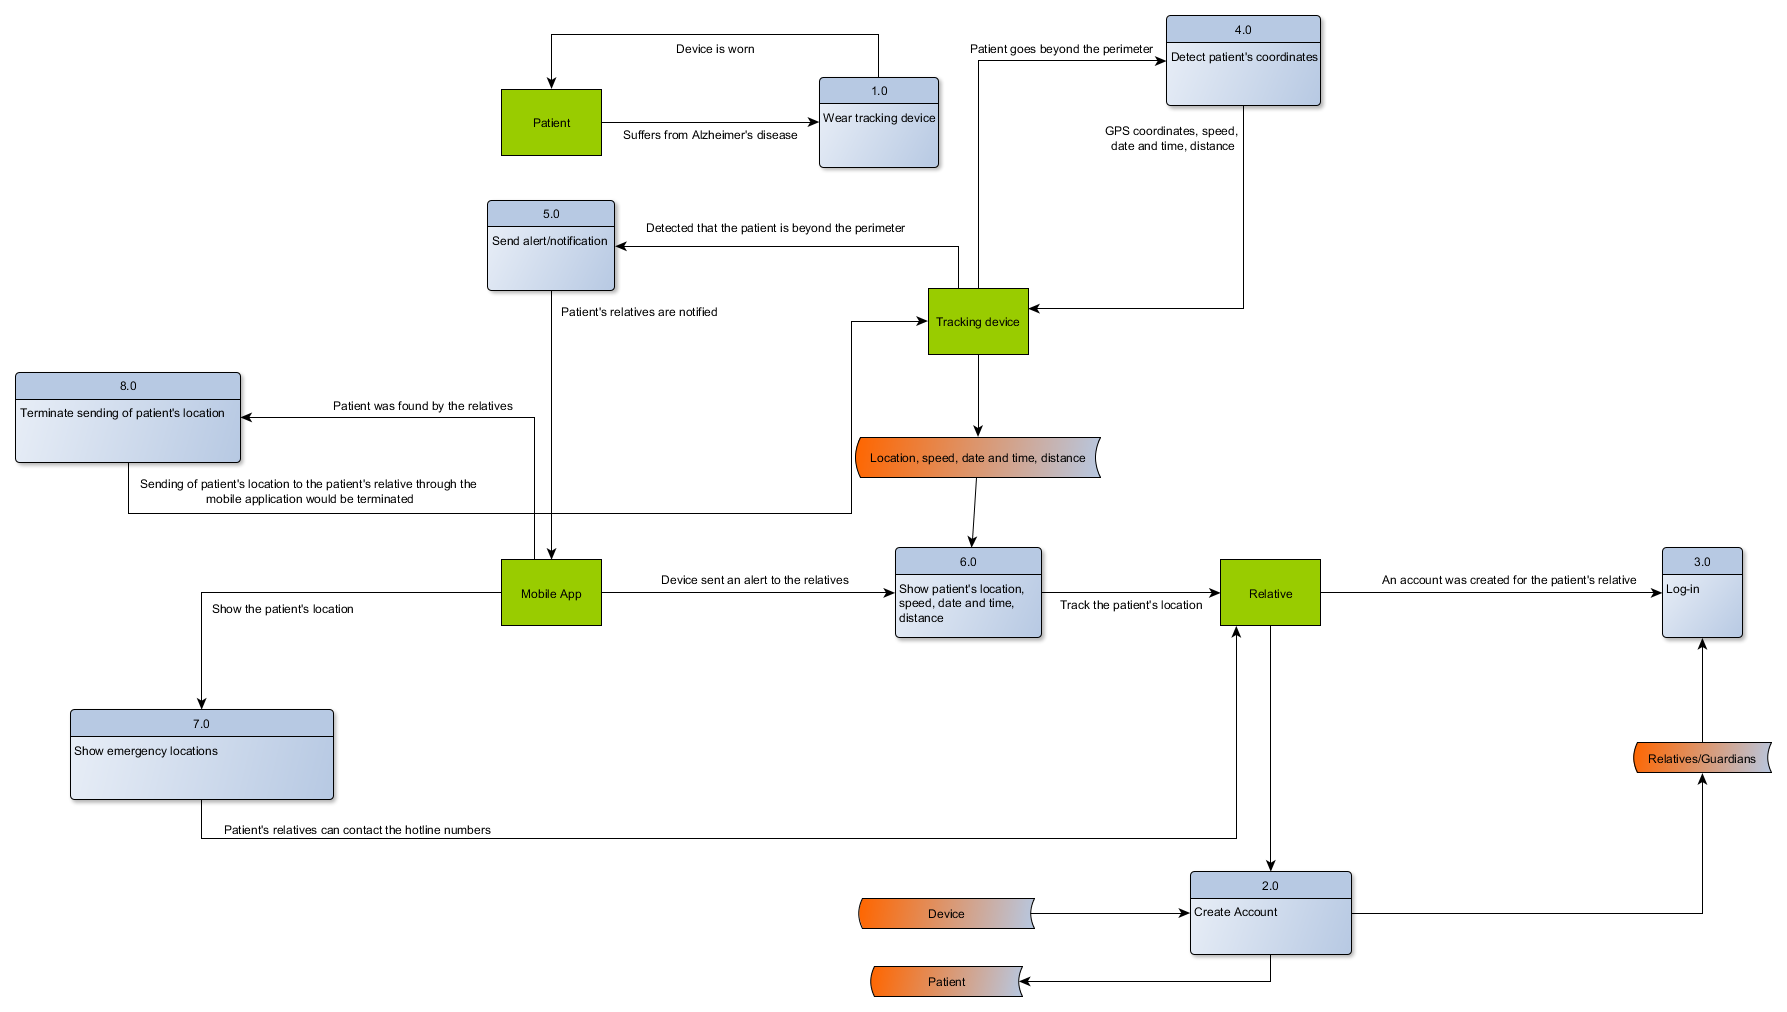 4.0
Detect patient's coordinates
Device is worn
Patient goes beyond the perimeter
1.0
Wear tracking device
Patient
Suffers from Alzheimer's disease
GPS coordinates, speed,
date and time, distance
5.0
Send alert/notification
Detected that the patient is beyond the perimeter
Patient's relatives are notified
Tracking device
8.0
Terminate sending of patient's location
Patient was found by the relatives
Location, speed, date and time, distance
Sending of patient's location to the patient's relative through the
mobile application would be terminated
Mobile App
Device sent an alert to the relatives
6.0
Show patient's location,
speed, date and time,
distance
Track the patient's location
Relative
An account was created for the patient's relative
3.0
Log-in
Show the patient's location
7.0
Show emergency locations
Relatives/Guardians
Patient's relatives can contact the hotline numbers
2.0
Create Account
Device
Patient